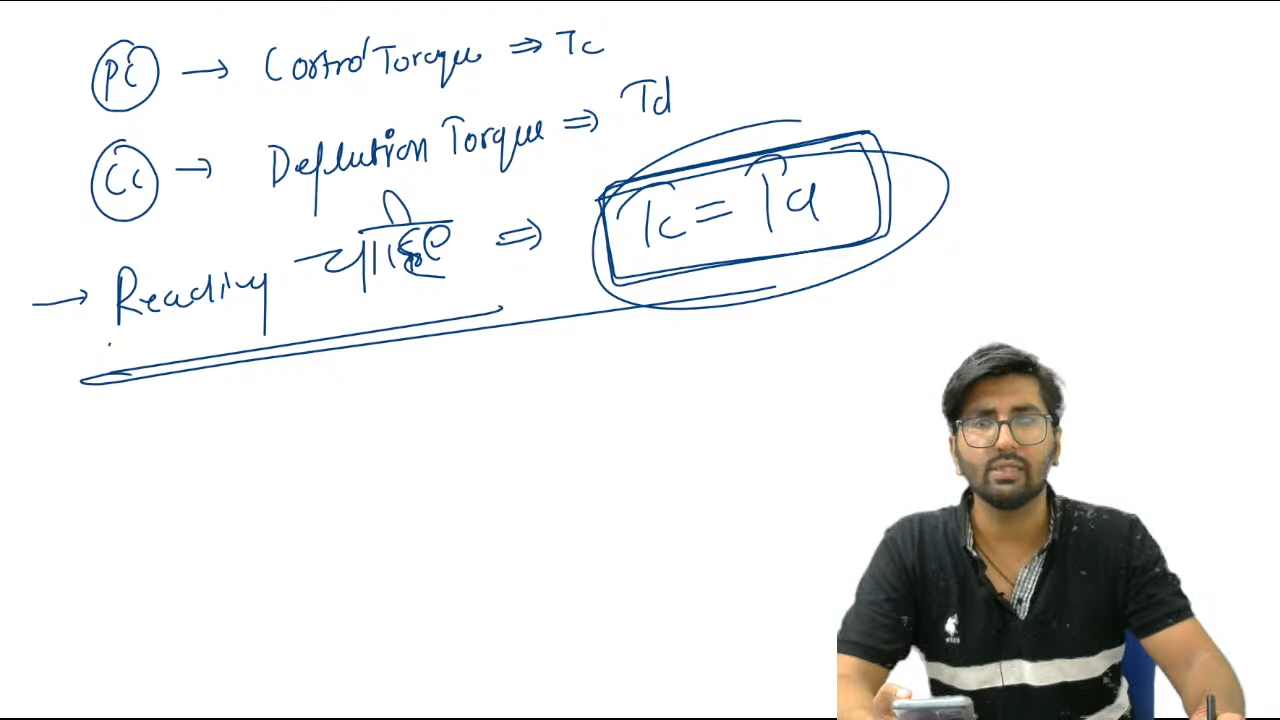 PC → Control Torque ⇒ Tc
CC → Deflection Torque ⇒ Td
→ Reading चाहिए ⇒ Tc = Td